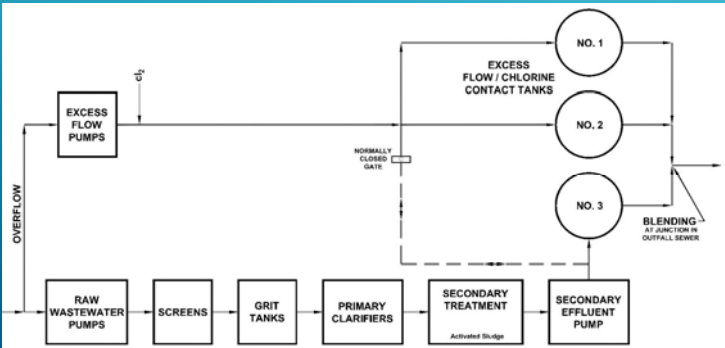 NO. 1
EXCESS
FLOW / CHLORINE
CONTACT TANKS
cl2
EXCESS
FLOW
PUMPS
NO. 2
NORMALLY
CLOSED
GATE
OVERFLOW
NO. 3
BLENDING
AT JUNCTION IN
OUTFALL SEWER
RAW
WASTEWATER
PUMPS
SCREENS
GRIT
TANKS
PRIMARY
CLARIFIERS
SECONDARY
TREATMENT
Activated Sludge
SECONDARY
EFFLUENT
PUMP